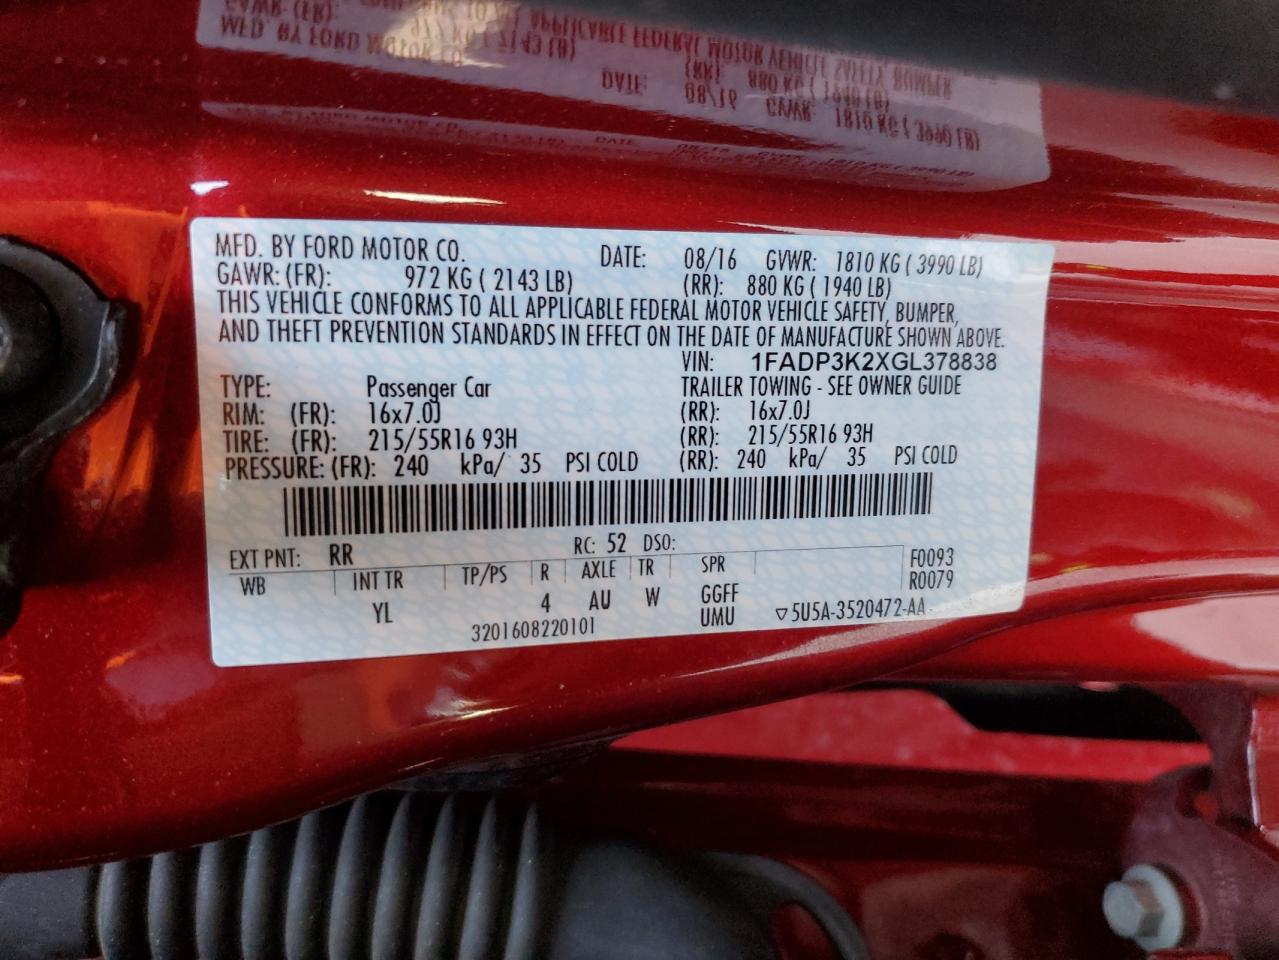 MFD. BY FORD MOTOR CO. DATE: 08/16 GVWR: 1810 KG ( 3990 LB)
GAWR: (FR): 972 KG ( 2143 LB) (RR): 880 KG ( 1940 LB)
THIS VEHICLE CONFORMS TO ALL APPLICABLE FEDERAL MOTOR VEHICLE SAFETY, BUMPER,
AND THEFT PREVENTION STANDARDS IN EFFECT ON THE DATE OF MANUFACTURE SHOWN ABOVE.
VIN: 1FADP3K2XGL378838
TYPE: Passenger Car TRAILER TOWING - SEE OWNER GUIDE
RIM: (FR): 16x7.0J (RR): 16x7.0J
TIRE: (FR): 215/55R16 93H (RR): 215/55R16 93H
PRESSURE: (FR): 240 kPa/ 35 PSI COLD (RR): 240 kPa/ 35 PSI COLD
EXT PNT: RR RC: 52 DSO: F0093
WB INT TR TP/PS R AXLE TR SPR R0079
YL 4 AU W GGFF
UMU ▽5U5A-3520472-AA
3201608220101